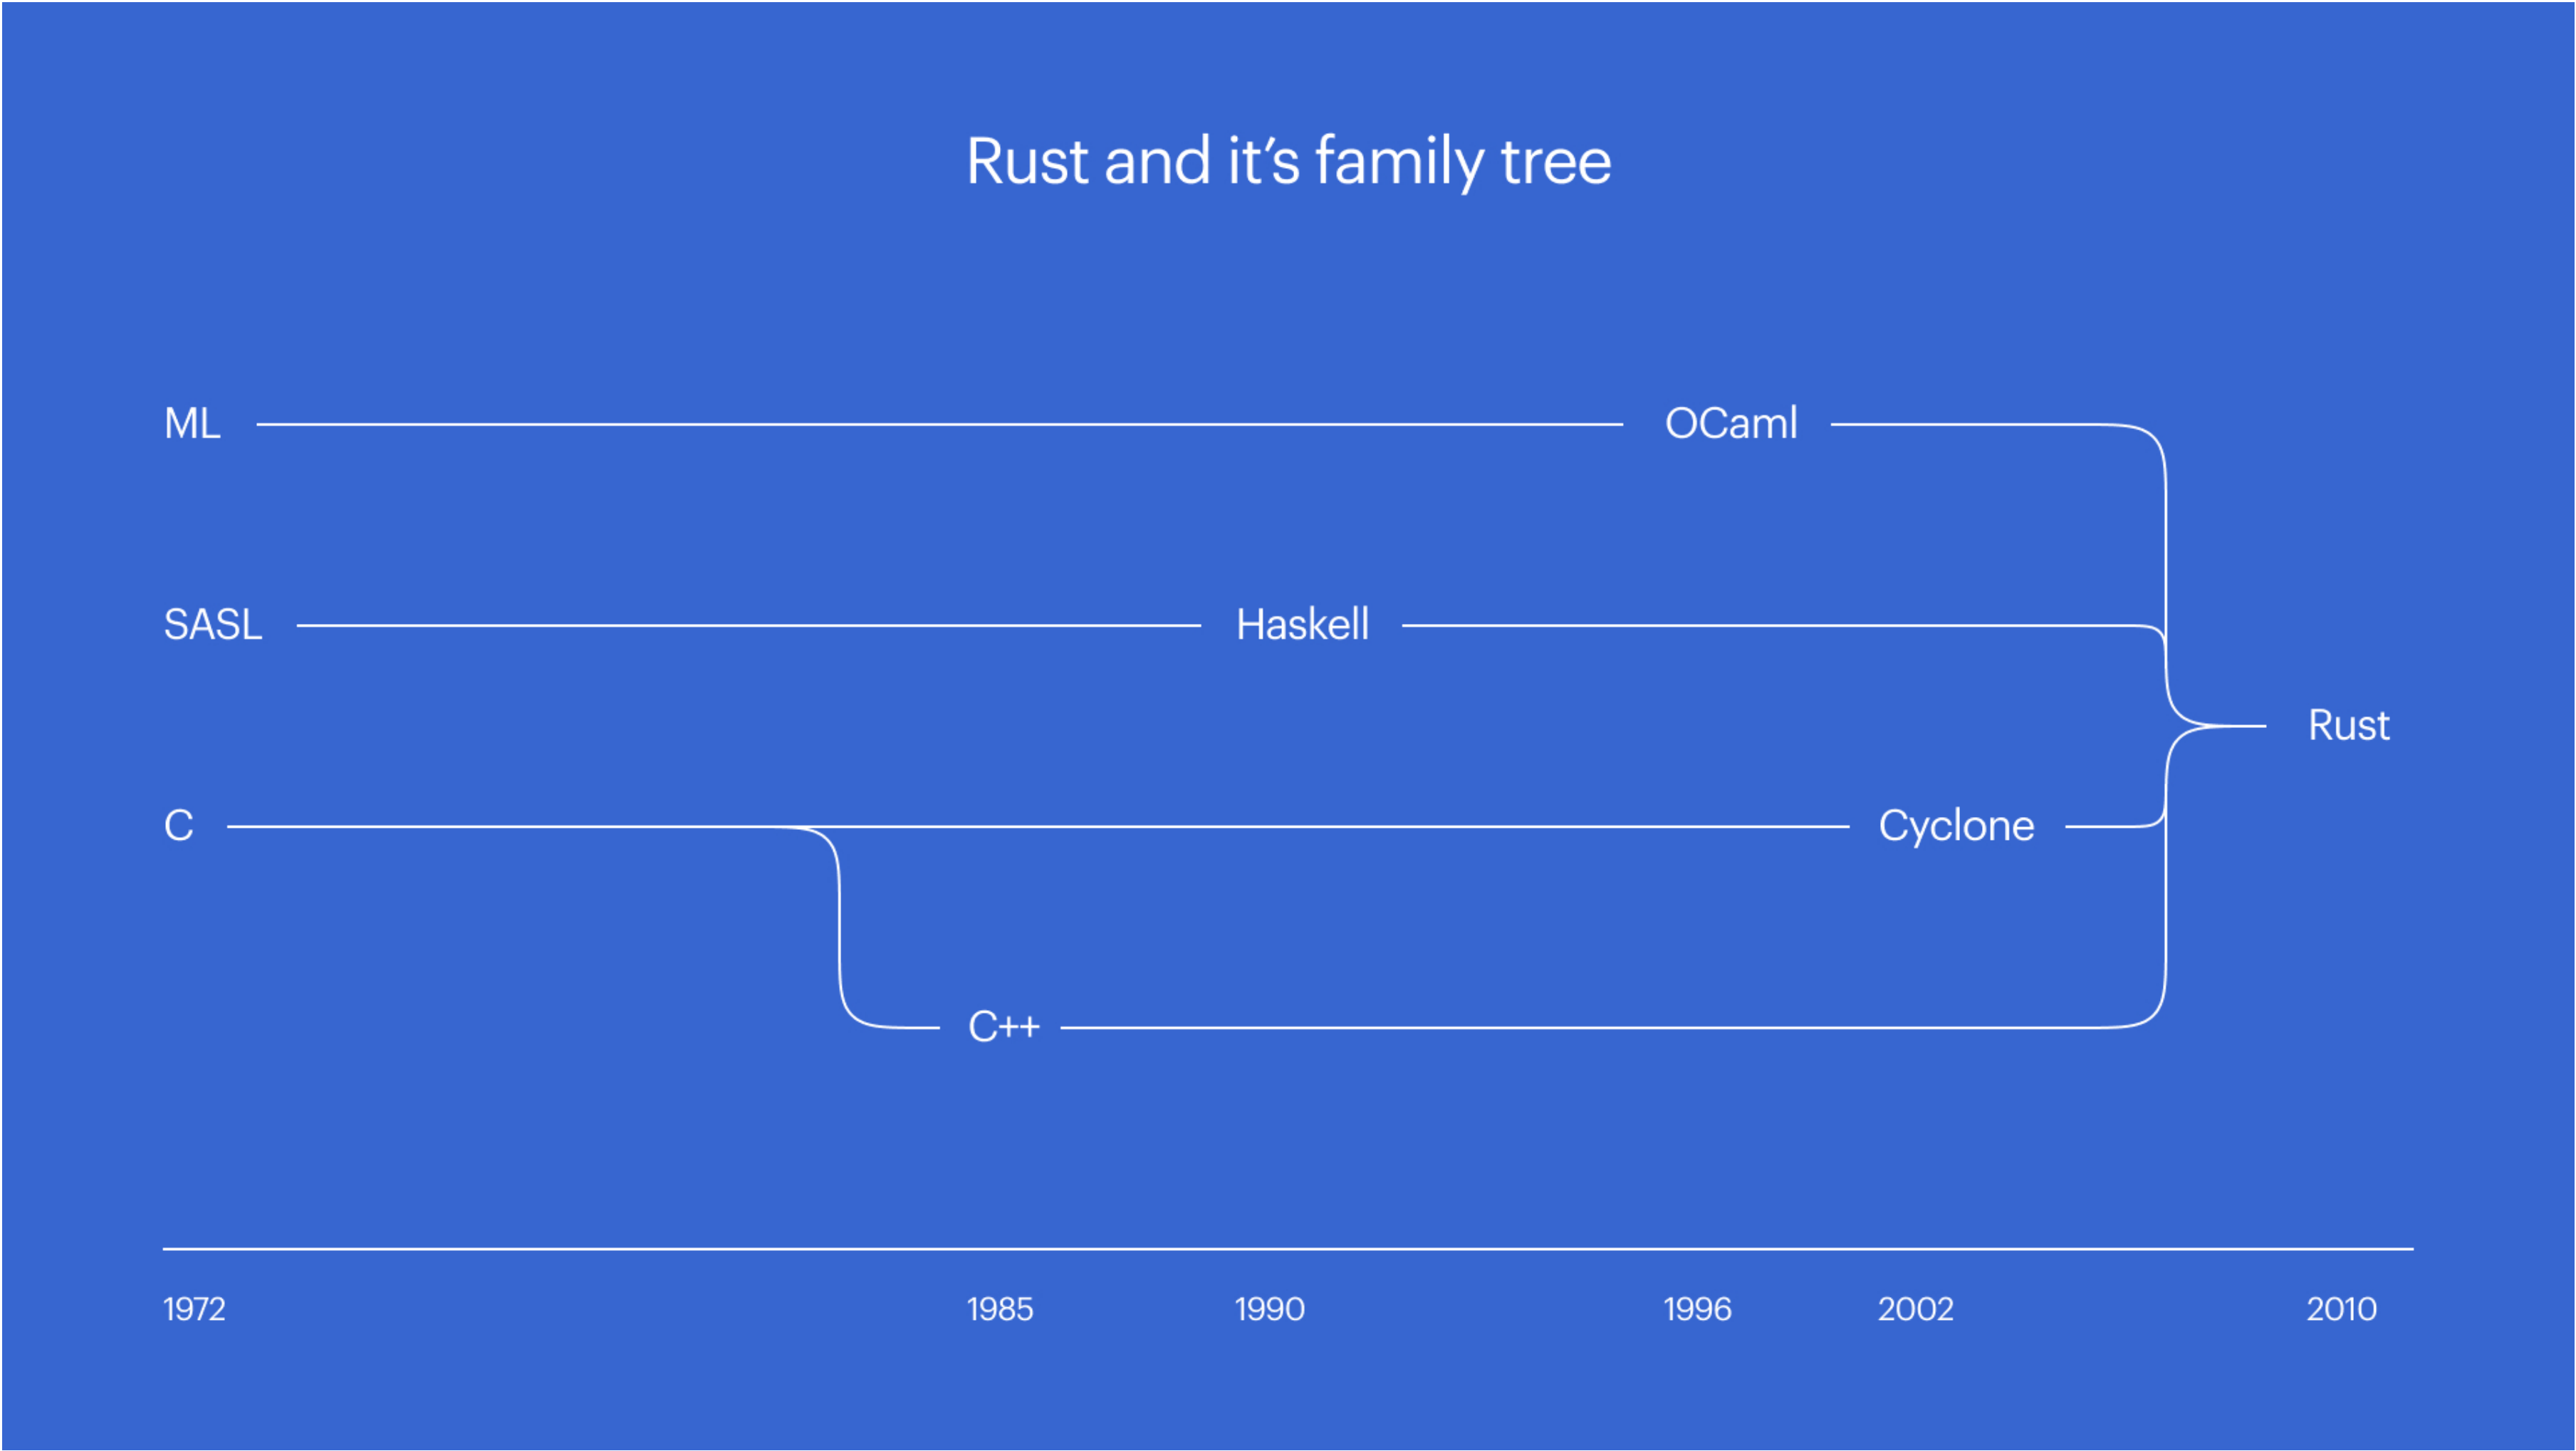 Rust and it’s family tree
ML
OCaml
SASL
Haskell
Rust
C
Cyclone
C++
1972
1985
1990
1996
2002
2010